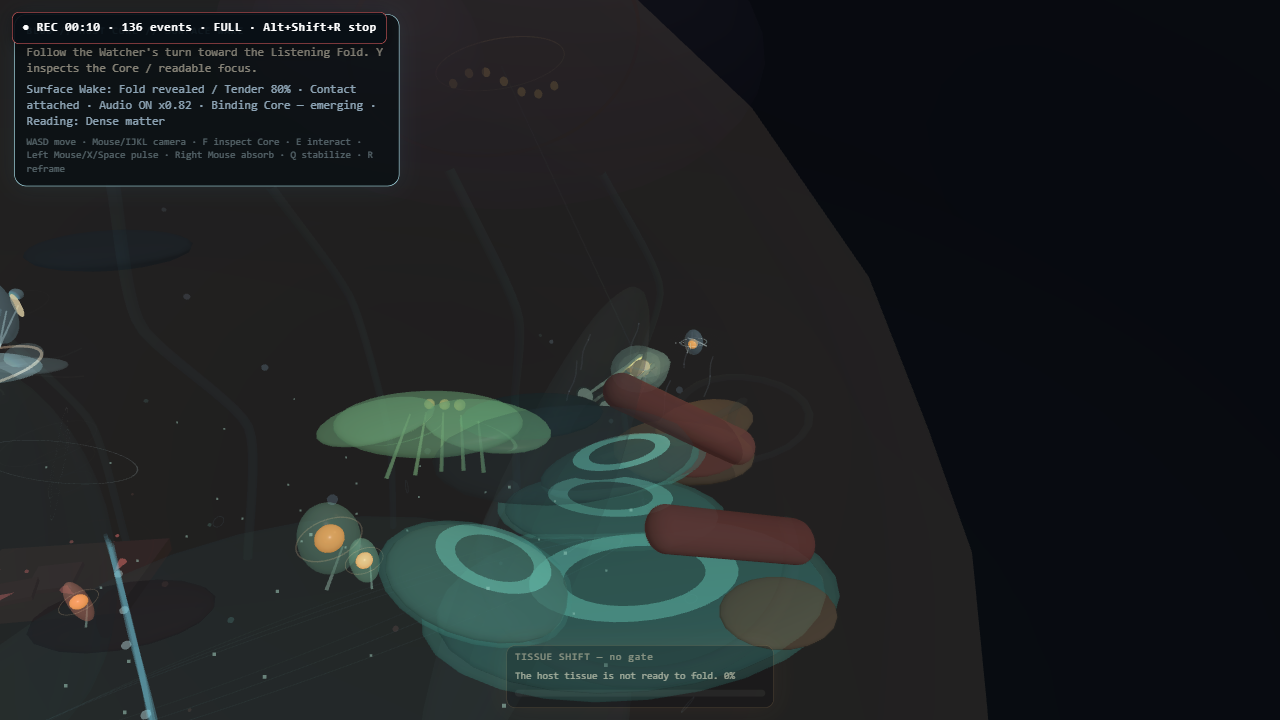 ● REC 00:10 · 136 events · FULL · Alt+Shift+R stop
Follow the Watcher's turn toward the Listening Fold. Y
inspects the Core / readable focus.
Surface Wake: Fold revealed / Tender 80% · Contact
attached · Audio ON x0.82 · Binding Core — emerging ·
Reading: Dense matter
WASD move · Mouse/IJKL camera · F inspect Core · E interact ·
Left Mouse/X/Space pulse · Right Mouse absorb · Q stabilize · R
reframe
TISSUE SHIFT — no gate
The host tissue is not ready to fold. 0%